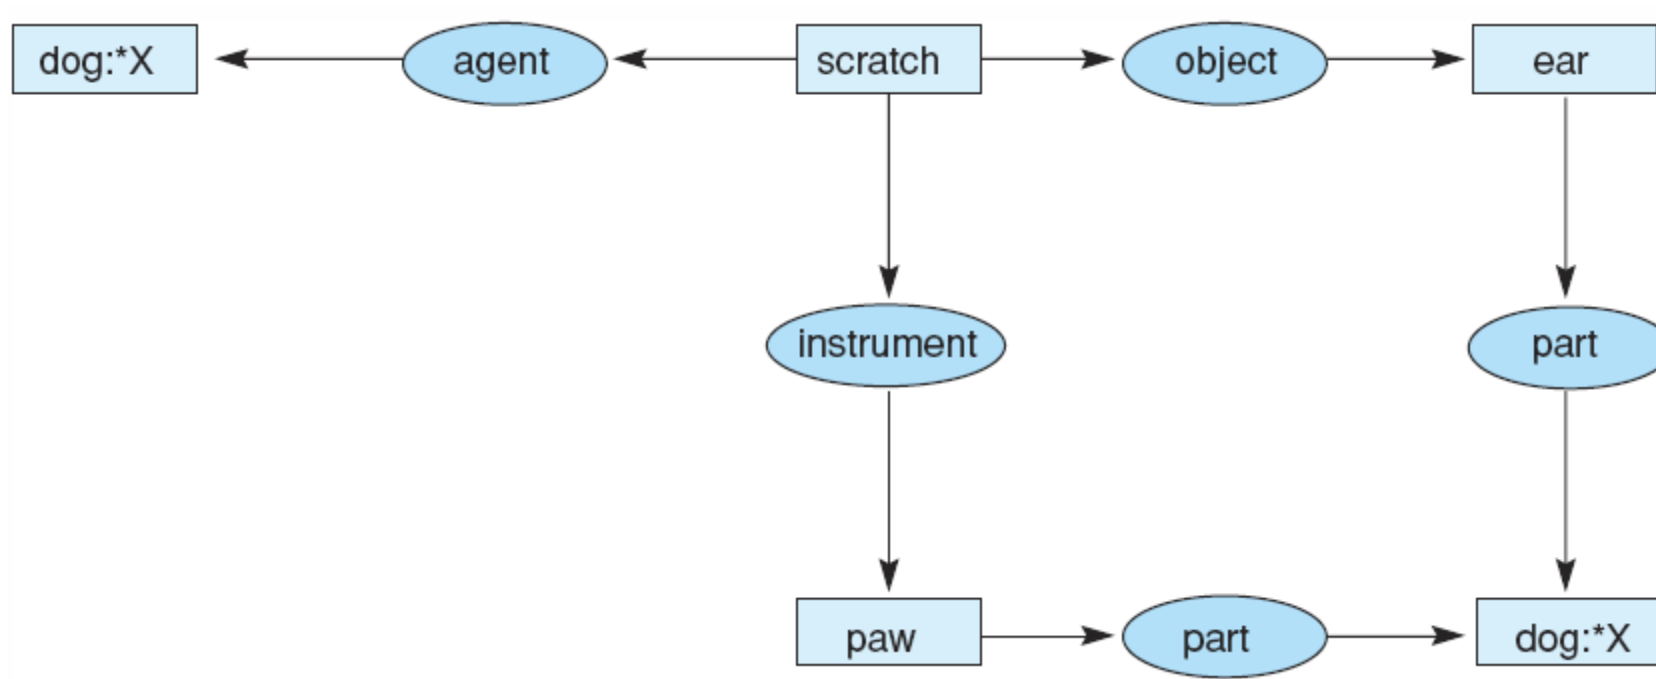 dog:*X
agent
scratch
object
ear
instrument
part
paw
part
dog:*X